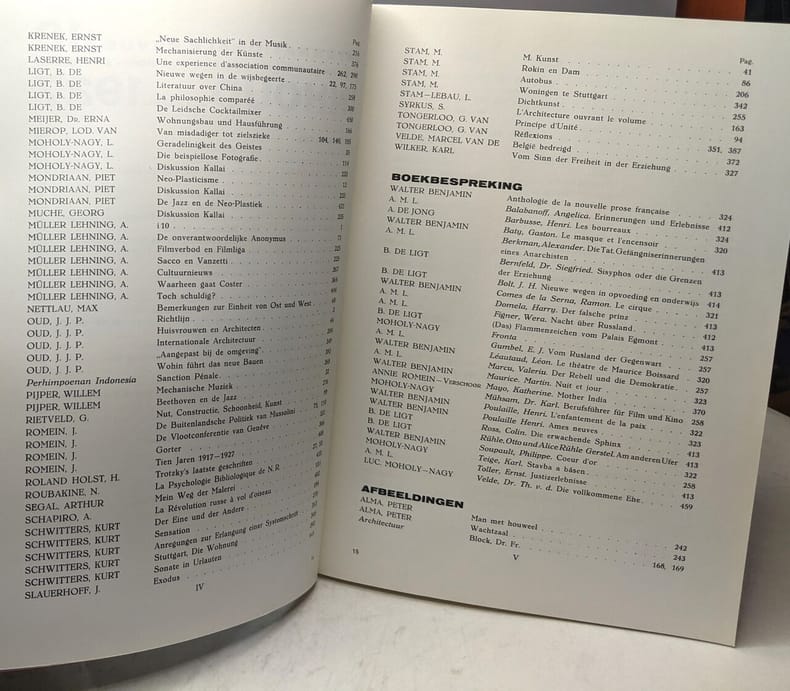 Pag.
KRENEK, ERNST „Neue Sachlichkeit" in der Musik
KRENEK, ERNST Mechanisierung der Künste
LASERRE, HENRI Une experience d'association communautaire 262, 298
LIGT, B. DE Nieuwe wegen in de wijsbegeerte 22, 97, 175
LIGT, B. DE Literatuur over China
LIGT, B. DE La philosophie comparée
LIGT, B. DE De Leidsche Cocktailmixer
MEIJER, DR. ERNA Wohnungsbau und Hausführung
MIEROP, LOD. VAN Van misdadiger tot zielszieke 104, 140,
MOHOLY-NAGY, L. Geradelinigkeit des Geistes
MOHOLY-NAGY, L. Die beispiellose Fotografie
MOHOLY-NAGY, L. Diskussion Kallai
MONDRIAAN, PIET Neo-Plasticisme
MONDRIAAN, PIET Diskussion Kallai
MONDRIAAN, PIET De Jazz en de Neo-Plastiek
MUCHE, GEORG Diskussion Kallai
MÜLLER LEHNING, A. i 10
MÜLLER LEHNING, A. De onverantwoordelijke Anonymus
MÜLLER LEHNING, A. Filmverbod en Filmliga
MÜLLER LEHNING, A. Sacco en Vanzetti
MÜLLER LEHNING, A. Cultuurnieuws
MÜLLER LEHNING, A. Waarheen gaat Coster
MÜLLER LEHNING, A. Toch schuldig?
NETTLAU, MAX Bemerkungen zur Einheit von Ost und West
OUD, J. J. P. Richtlijn
OUD, J. J. P. Huisvrouwen en Architecten
OUD, J. J. P. Internationale Architectuur
OUD, J. J. P. „Aangepast bij de omgeving"
OUD, J. J. P. Wohin führt das neue Bauen
Perhimpoenan Indonesia Sanction Pénale
PIJPER, WILLEM Mechanische Muziek
PIJPER, WILLEM Beethoven en de Jazz
RIETVELD, G. Nut, Constructie, Schoonheid, Kunst
ROMEIN, J. De Buitenlandsche Politiek van Mussolini
ROMEIN, J. De Vlootconferentie van Genève
ROMEIN, J. Gorter
ROMEIN, J. Tien Jaren 1917—1927
ROLAND HOLST, H. Trotzky's laatste geschriften
ROUBAKINE, N. La Psychologie Bibliologique de N.R.
SEGAL, ARTHUR Mein Weg der Malerei
SCHAPIRO, A. La Révolution russe à vol d'oiseau
SCHWITTERS, KURT Der Eine und der Andere
SCHWITTERS, KURT Sensation
SCHWITTERS, KURT Anregungen zur Erlangung einer Systemschrift
SCHWITTERS, KURT Stuttgart, Die Wohnung
SCHWITTERS, KURT Sonate in Urlauten
SLAUERHOFF, J. Exodus
IV
Pag.
STAM, M. M. Kunst 41
STAM, M. Rokin en Dam 86
STAM, M. Autobus 206
STAM, M. Woningen te Stuttgart 342
STAM—LEBAU, L. Dichtkunst 255
SYRKUS, S. L'Architecture ouvrant le volume 163
TONGERLOO, G. VAN Principe d'Unité 94
TONGERLOO, G. VAN Réflexions 351, 387
VELDE, MARCEL VAN DE België bedreigd 372
WILKER, KARL Vom Sinn der Freiheit in der Erziehung 327
BOEKBESPREKING
WALTER BENJAMIN Anthologie de la nouvelle prose française 324
A. M. L. Balabanoff, Angelica. Erinnerungen und Erlebnisse 412
A. DE JONG Barbusse, Henri. Les bourreaux 324
WALTER BENJAMIN Baty, Gaston. Le masque et l'encensoir 320
A. M. L. Berkman, Alexander. Die Tat. Gefängniserinnerungen
eines Anarchisten 413
B. DE LIGT Bernfeld, Dr. Siegfried, Sisyphos oder die Grenzen
der Erziehung 413
B. DE LIGT Bolt, J. H. Nieuwe wegen in opvoeding en onderwijs 414
WALTER BENJAMIN Comes de la Serna, Ramon. Le cirque 321
A. M. L. Domela, Harry. Der falsche prinz 413
A. M. L. Figner, Wera. Nacht über Russland 412
B. DE LIGT (Das) Flammenzeichen vom Palais Egmont 413
MOHOLY-NAGY Fronta 257
A. M. L. Gumbel, E. J. Vom Rusland der Gegenwart 257
WALTER BENJAMIN Léautaud, Léon. Le théatre de Maurice Boissard 320
A. M. L. Marcu, Valeriu. Der Rebell und die Demokratie 257
WALTER BENJAMIN Maurice, Martin. Nuit et jour 323
ANNIE ROMEIN—VERSCHOOR Mayo, Katherine. Mother India 370
MOHOLY-NAGY Mühsam, Dr. Karl. Berufsführer für Film und Kino 258
WALTER BENJAMIN Poulaille, Henri. L'enfantement de la paix 322
WALTER BENJAMIN Poulaille, Henri. Ames neuves 323
B. DE LIGT Ross, Colin. Die erwachende Sphinx 413
B. DE LIGT Rühle, Otto und Alice Rühle Gerstel. Am anderen Ufer 413
WALTER BENJAMIN Soupault, Philippe. Coeur d'or 322
MOHOLY-NAGY Teige, Karl. Stavba a básen 258
A. M. L. Toller, Ernst. Justizerlebnisse 413
LUC. MOHOLY—NAGY Velde, Dr. Th. v. d. Die vollkommene Ehe 459
AFBEELDINGEN
ALMA, PETER Man met houweel 242
ALMA, PETER Wachtzaal 243
Architectuur Block, Dr. Fr. 168, 169
V